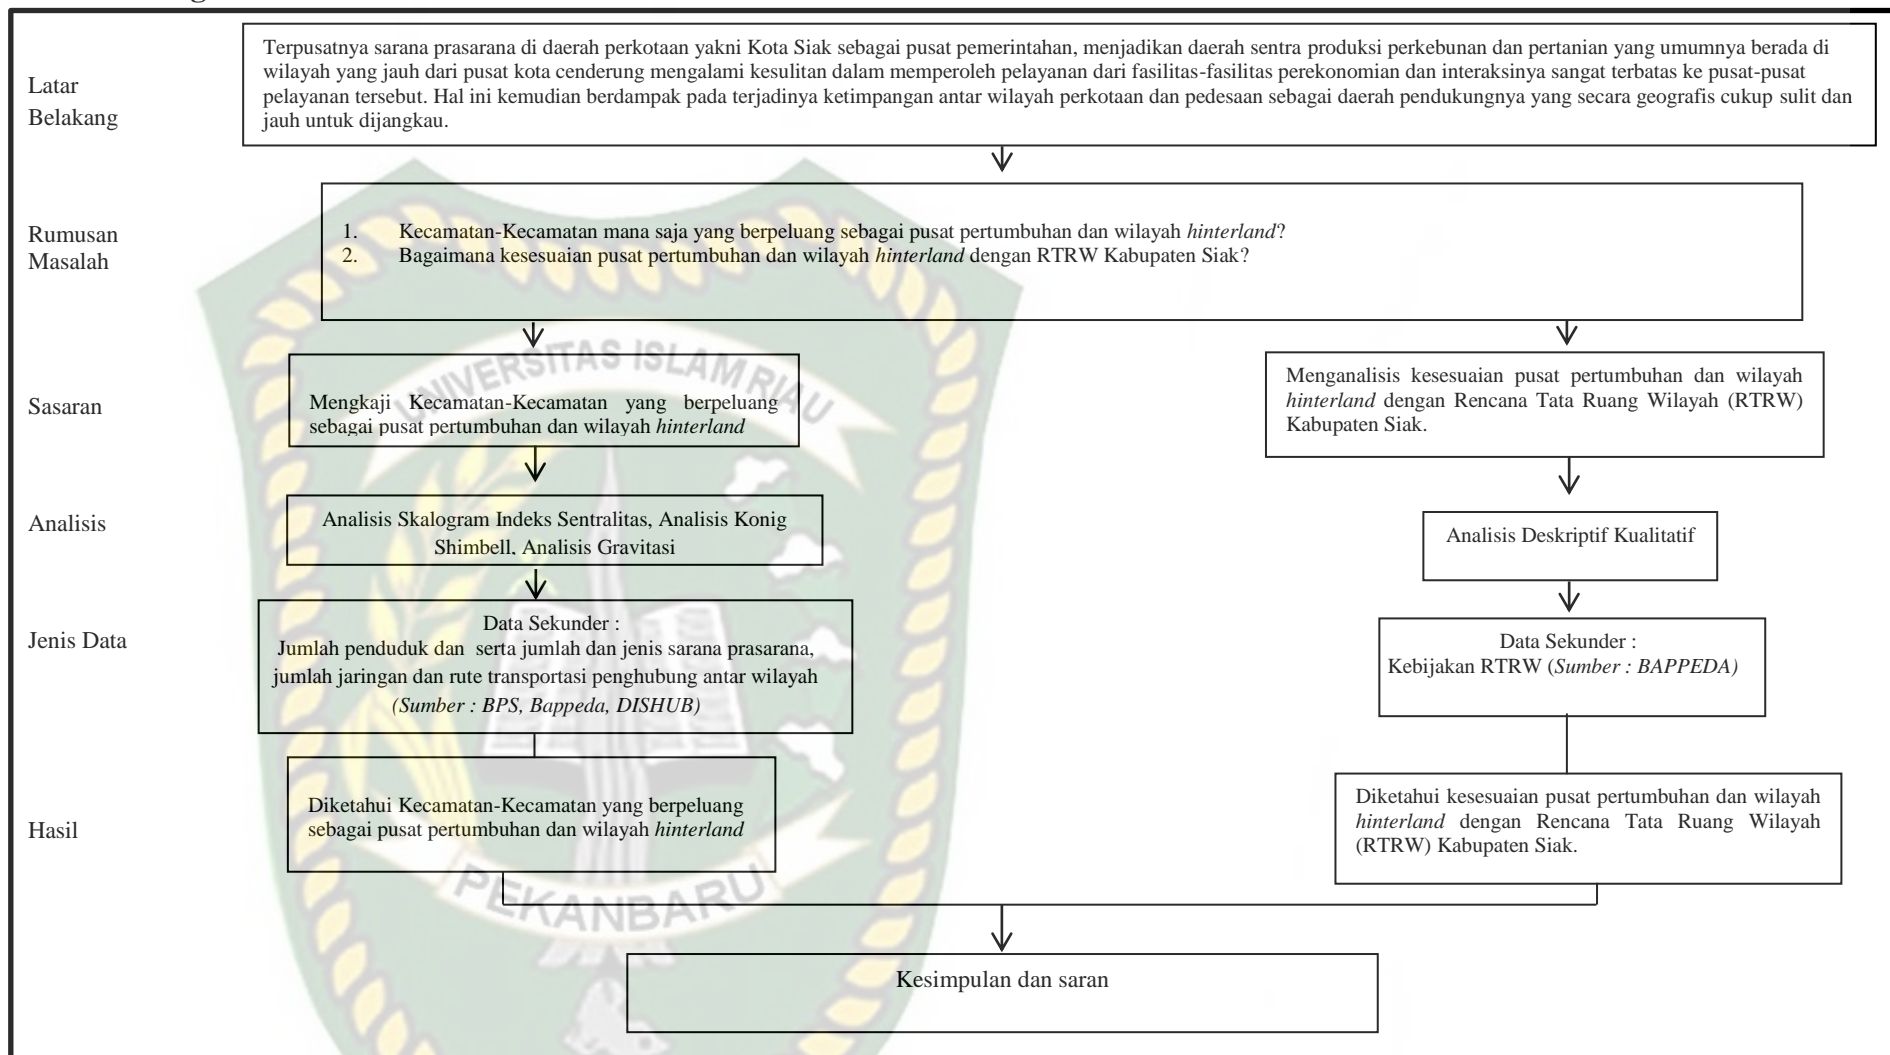 Latar
Belakang
Terpusatnya sarana prasarana di daerah perkotaan yakni Kota Siak sebagai pusat pemerintahan, menjadikan daerah sentra produksi perkebunan dan pertanian yang umumnya berada di
wilayah yang jauh dari pusat kota cenderung mengalami kesulitan dalam memperoleh pelayanan dari fasilitas-fasilitas perekonomian dan interaksinya sangat terbatas ke pusat-pusat
pelayanan tersebut. Hal ini kemudian berdampak pada terjadinya ketimpangan antar wilayah perkotaan dan pedesaan sebagai daerah pendukungnya yang secara geografis cukup sulit dan
jauh untuk dijangkau.
Rumusan
Masalah
1. Kecamatan-Kecamatan mana saja yang berpeluang sebagai pusat pertumbuhan dan wilayah hinterland?
2. Bagaimana kesesuaian pusat pertumbuhan dan wilayah hinterland dengan RTRW Kabupaten Siak?
UNIVERSITAS ISLAM RIAU
Sasaran
Mengkaji Kecamatan-Kecamatan yang berpeluang
sebagai pusat pertumbuhan dan wilayah hinterland
Menganalisis kesesuaian pusat pertumbuhan dan wilayah
hinterland dengan Rencana Tata Ruang Wilayah (RTRW)
Kabupaten Siak.
Analisis
Analisis Skalogram Indeks Sentralitas, Analisis Konig
Shimbell, Analisis Gravitasi
Analisis Deskriptif Kualitatif
Jenis Data
Data Sekunder :
Jumlah penduduk dan serta jumlah dan jenis sarana prasarana,
jumlah jaringan dan rute transportasi penghubung antar wilayah
(Sumber : BPS, Bappeda, DISHUB)
Data Sekunder :
Kebijakan RTRW (Sumber : BAPPEDA)
Hasil
Diketahui Kecamatan-Kecamatan yang berpeluang
sebagai pusat pertumbuhan dan wilayah hinterland
Diketahui kesesuaian pusat pertumbuhan dan wilayah
hinterland dengan Rencana Tata Ruang Wilayah
(RTRW) Kabupaten Siak.
PEKANBARU
Kesimpulan dan saran